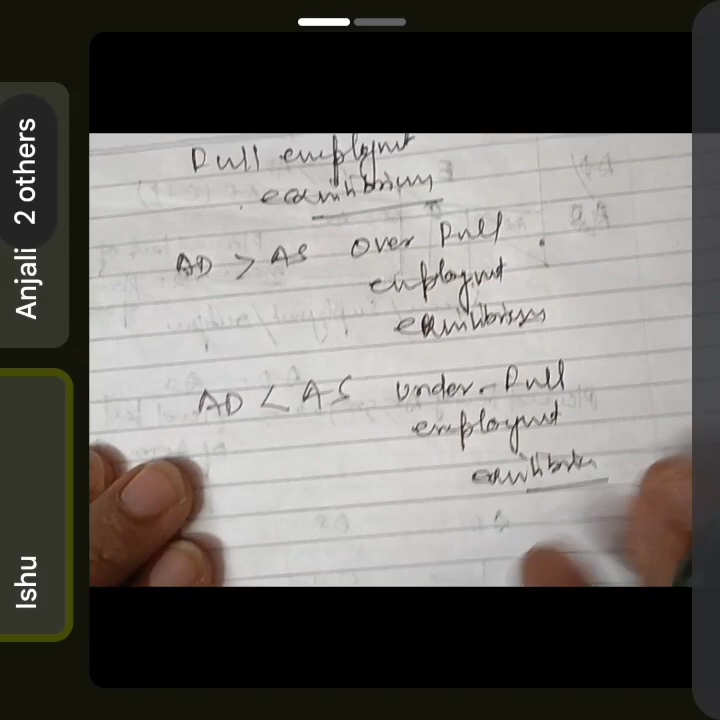 Full employmt
equilibrium
AD > AS over full
employmt
equilibrium
AD < AS under-full
employmt
equilibrium
Anjali 2 others
Ishu